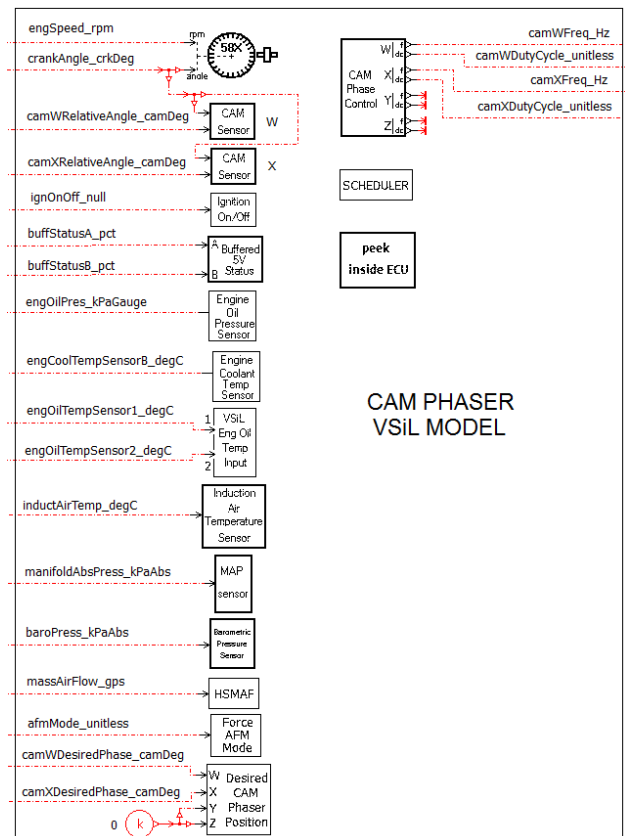 engSpeed_rpm
rpm
58X
- +
crankAngle_crkDeg
angle
camWRelativeAngle_camDeg
CAM
Sensor
W
camXRelativeAngle_camDeg
CAM
Sensor
X
ignOnOff_null
Ignition
On/Off
buffStatusA_pct
A Buffered
5V
Status
buffStatusB_pct
B
engOilPres_kPaGauge
Engine
Oil
Pressure
Sensor
engCoolTempSensorB_degC
Engine
Coolant
Temp
Sensor
engOilTempSensor1_degC
1 VSiL
Eng Oil
Temp
Input
engOilTempSensor2_degC
2
inductAirTemp_degC
Induction
Air
Temperature
Sensor
manifoldAbsPress_kPaAbs
MAP
sensor
baroPress_kPaAbs
Barometric
Pressure
Sensor
massAirFlow_gps
HSMAF
afmMode_unitless
Force
AFM
Mode
camWDesiredPhase_camDeg
W Desired
camXDesiredPhase_camDeg
X CAM
Y Phaser
0 k
Z Position
CAM
Phase
Control
W f
dc
X f
dc
Y f
dc
Z f
dc
camWFreq_Hz
camWDutyCycle_unitless
camXFreq_Hz
camXDutyCycle_unitless
SCHEDULER
peek
inside ECU
CAM PHASER
VSiL MODEL